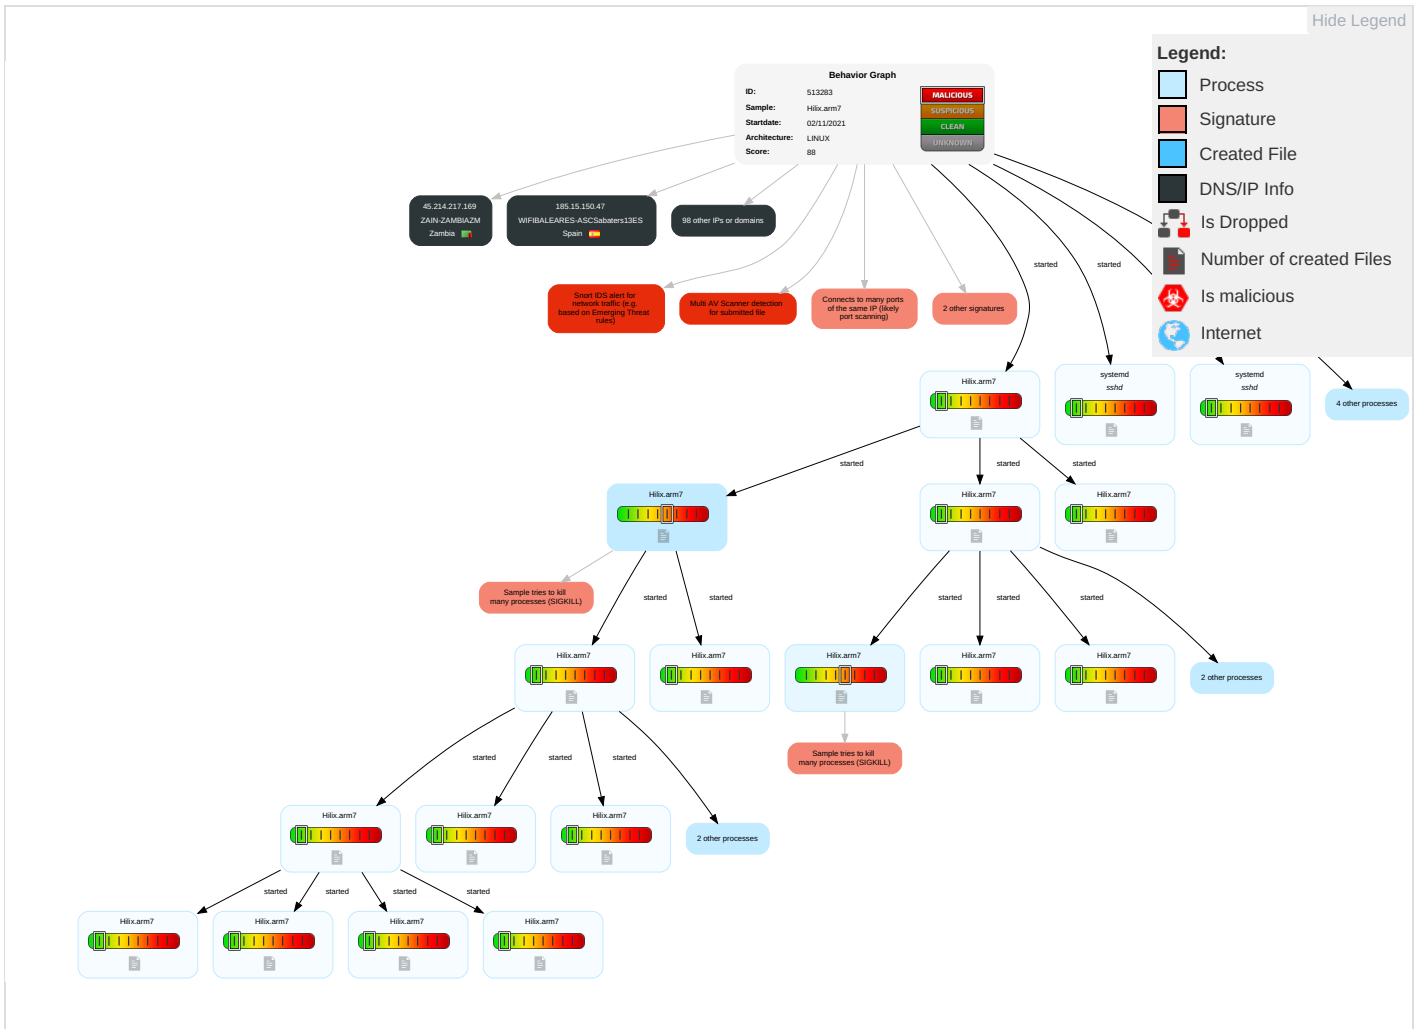 Hide Legend
Legend:
Process
Signature
Created File
DNS/IP Info
Is Dropped
Number of created Files
Is malicious
Internet
Behavior Graph
ID: 513283
Sample: Hilix.arm7
Startdate: 02/11/2021
Architecture: LINUX
Score: 88
MALICIOUS
SUSPICIOUS
CLEAN
UNKNOWN
45.214.217.169
ZAIN-ZAMBIAZM
Zambia
185.15.150.47
WIFIBALEARES-ASCSabaters13ES
Spain
98 other IPs or domains
Snort IDS alert for
network traffic (e.g.
based on Emerging Threat
rules)
Multi AV Scanner detection
for submitted file
Connects to many ports
of the same IP (likely
port scanning)
2 other signatures
started
started
Hilix.arm7
systemd
sshd
systemd
sshd
4 other processes
started
started
started
Hilix.arm7
Hilix.arm7
Hilix.arm7
Sample tries to kill
many processes (SIGKILL)
started
started
started
started
started
Hilix.arm7
Hilix.arm7
Hilix.arm7
Hilix.arm7
Hilix.arm7
2 other processes
Sample tries to kill
many processes (SIGKILL)
started
started
started
Hilix.arm7
Hilix.arm7
Hilix.arm7
2 other processes
started
started
started
started
Hilix.arm7
Hilix.arm7
Hilix.arm7
Hilix.arm7